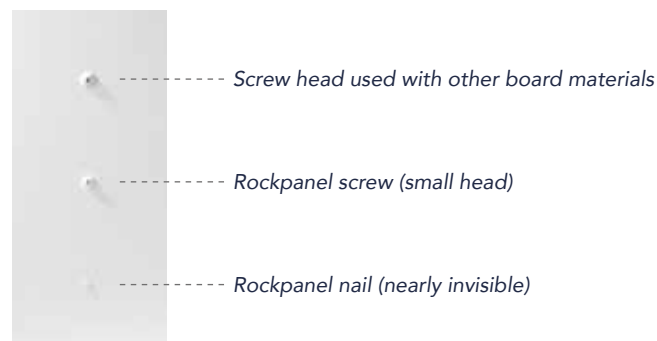 Screw head used with other board materials
Rockpanel screw (small head)
Rockpanel nail (nearly invisible)